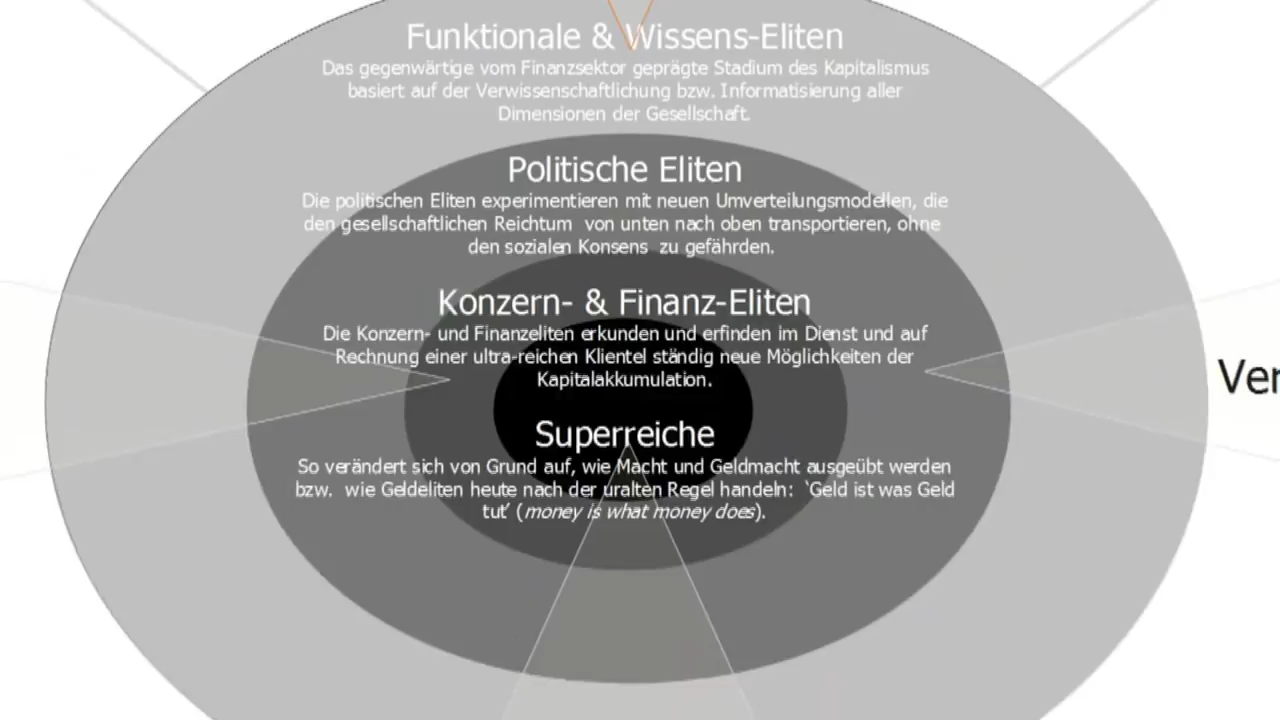 Funktionale & Wissens-Eliten
Das gegenwärtige vom Finanzsektor geprägte Stadium des Kapitalismus
basiert auf der Verwissenschaftlichung bzw. Informatisierung aller
Dimensionen der Gesellschaft.
Politische Eliten
Die politischen Eliten experimentieren mit neuen Umverteilungsmodellen, die
den gesellschaftlichen Reichtum von unten nach oben transportieren, ohne
den sozialen Konsens zu gefährden.
Konzern- & Finanz-Eliten
Die Konzern- und Finanzeliten erkunden und erfinden im Dienst und auf
Rechnung einer ultra-reichen Klientel ständig neue Möglichkeiten der
Kapitalakkumulation.
Superreiche
So verändert sich von Grund auf, wie Macht und Geldmacht ausgeübt werden
bzw. wie Geldeliten heute nach der uralten Regel handeln: ‘Geld ist was Geld
tut’ (money is what money does).